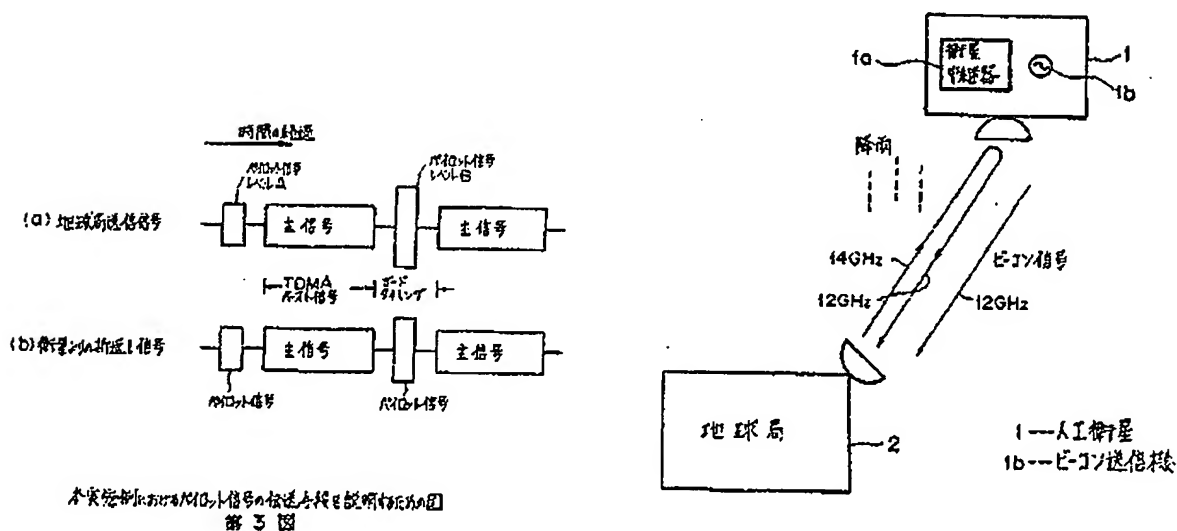 時間の経過
パイロット信号
レベルA
パイロット信号
レベルB
(a) 地球局送信信号
主信号
主信号
TDMA
バースト信号
ガード
タイミング
(b) 衛星よりの折返し信号
主信号
主信号
パイロット信号
パイロット信号
本実施例におけるパイロット信号の伝送手段を説明するための図
第3図
1a
衛星
中継器
1
1b
降雨
14GHz
12GHz
ビーコン信号
12GHz
地球局
2
1---人工衛星
1b---ビーコン送信機